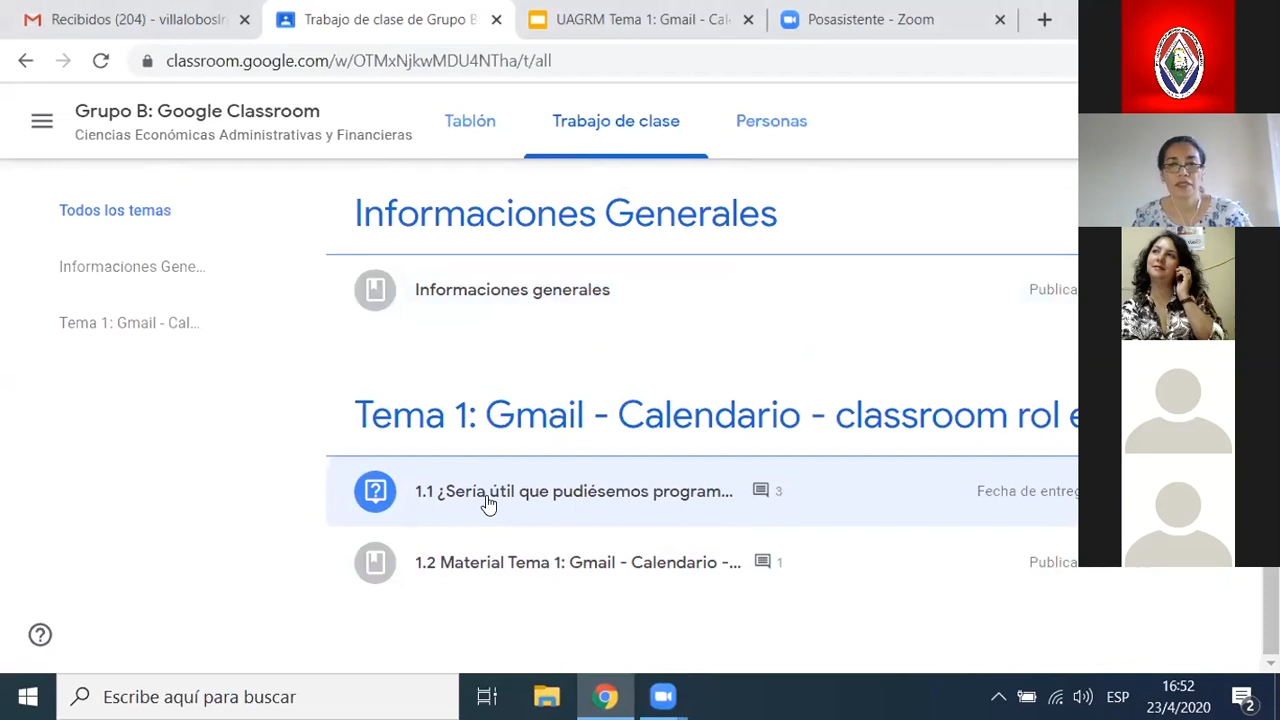 Recibidos (204) - villaloboslr
Trabajo de clase de Grupo B
UAGRM Tema 1: Gmail - Cal
Posasistente - Zoom
classroom.google.com/w/OTMxNjkwMDU4NTha/t/all
Grupo B: Google Classroom
Ciencias Económicas Administrativas y Financieras
Tablón
Trabajo de clase
Personas
Todos los temas
Informaciones Gene...
Tema 1: Gmail - Cal...
Informaciones Generales
Informaciones generales
Publica
Tema 1: Gmail - Calendario - classroom rol e
1.1 ¿Sería útil que pudiésemos program...
3
Fecha de entreg
1.2 Material Tema 1: Gmail - Calendario -...
1
Publica
Escribe aquí para buscar
ESP
16:52
23/4/2020
2